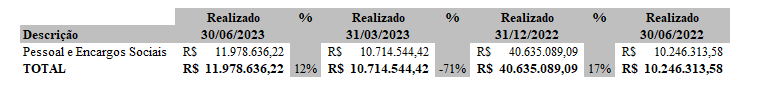 Realizado % Realizado % Realizado % Realizado
Descrição 30/06/2023 31/03/2023 31/12/2022 30/06/2022
Pessoal e Encargos Sociais R$ 11.978.636,22 R$ 10.714.544,42 R$ 40.635.089,09 R$ 10.246.313,58
TOTAL R$ 11.978.636,22 12% R$ 10.714.544,42 -71% R$ 40.635.089,09 17% R$ 10.246.313,58